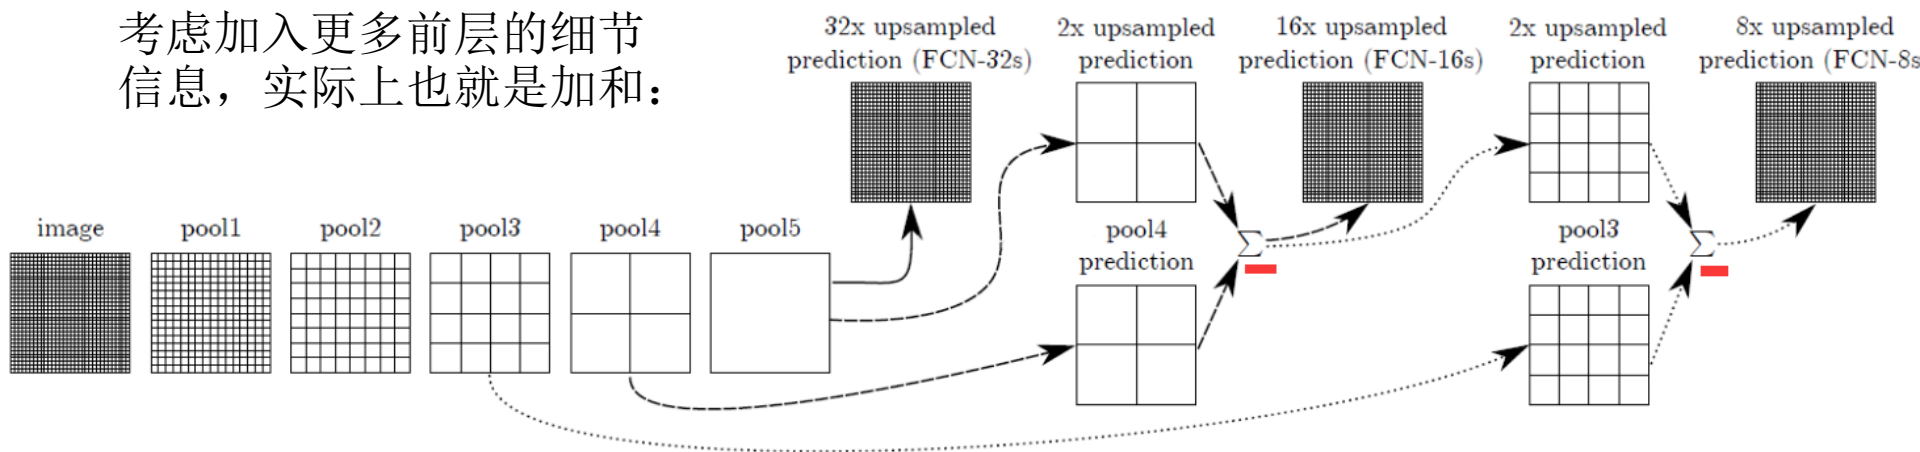 考虑加入更多前层的细节
信息，实际上也就是加和：
32x upsampled
prediction (FCN-32s)
2x upsampled
prediction
16x upsampled
prediction (FCN-16s)
2x upsampled
prediction
8x upsampled
prediction (FCN-8s
image
pool1
pool2
pool3
pool4
pool5
pool4
prediction
∑
pool3
prediction
∑